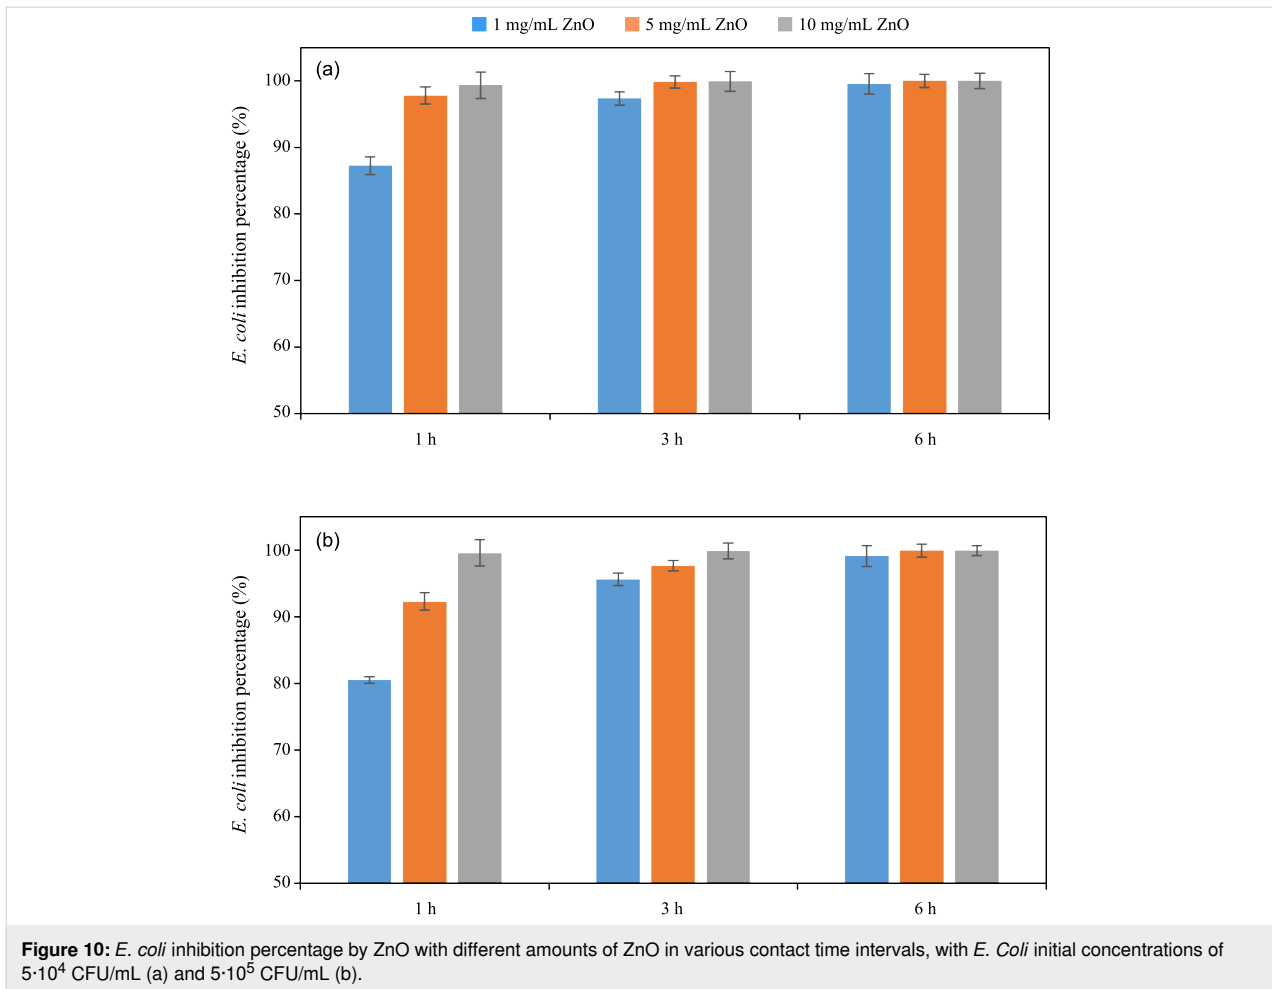 1 mg/mL ZnO 5 mg/mL ZnO 10 mg/mL ZnO
(a)
E. coli inhibition percentage (%)
100
90
80
70
60
50
1 h 3 h 6 h
(b)
E. coli inhibition percentage (%)
100
90
80
70
60
50
1 h 3 h 6 h
Figure 10: E. coli inhibition percentage by ZnO with different amounts of ZnO in various contact time intervals, with E. Coli initial concentrations of
5·10⁴ CFU/mL (a) and 5·10⁵ CFU/mL (b).